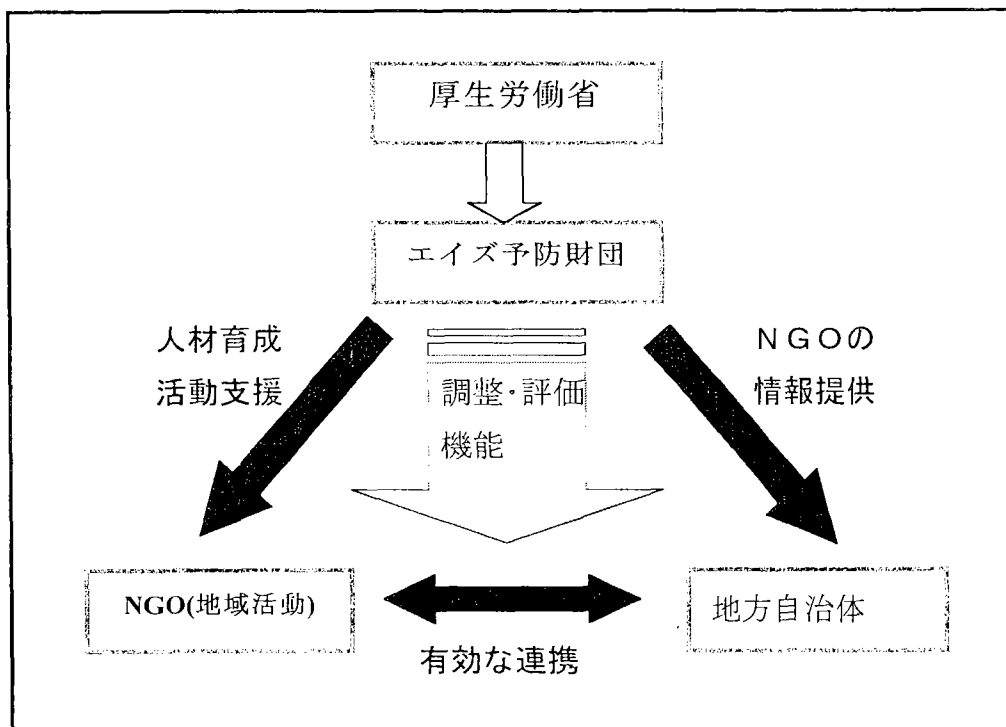 厚生労働省
エイズ予防財団
人材育成
活動支援
調整・評価
機能
ＮＧＯの
情報提供
NGO(地域活動)
地方自治体
有効な連携